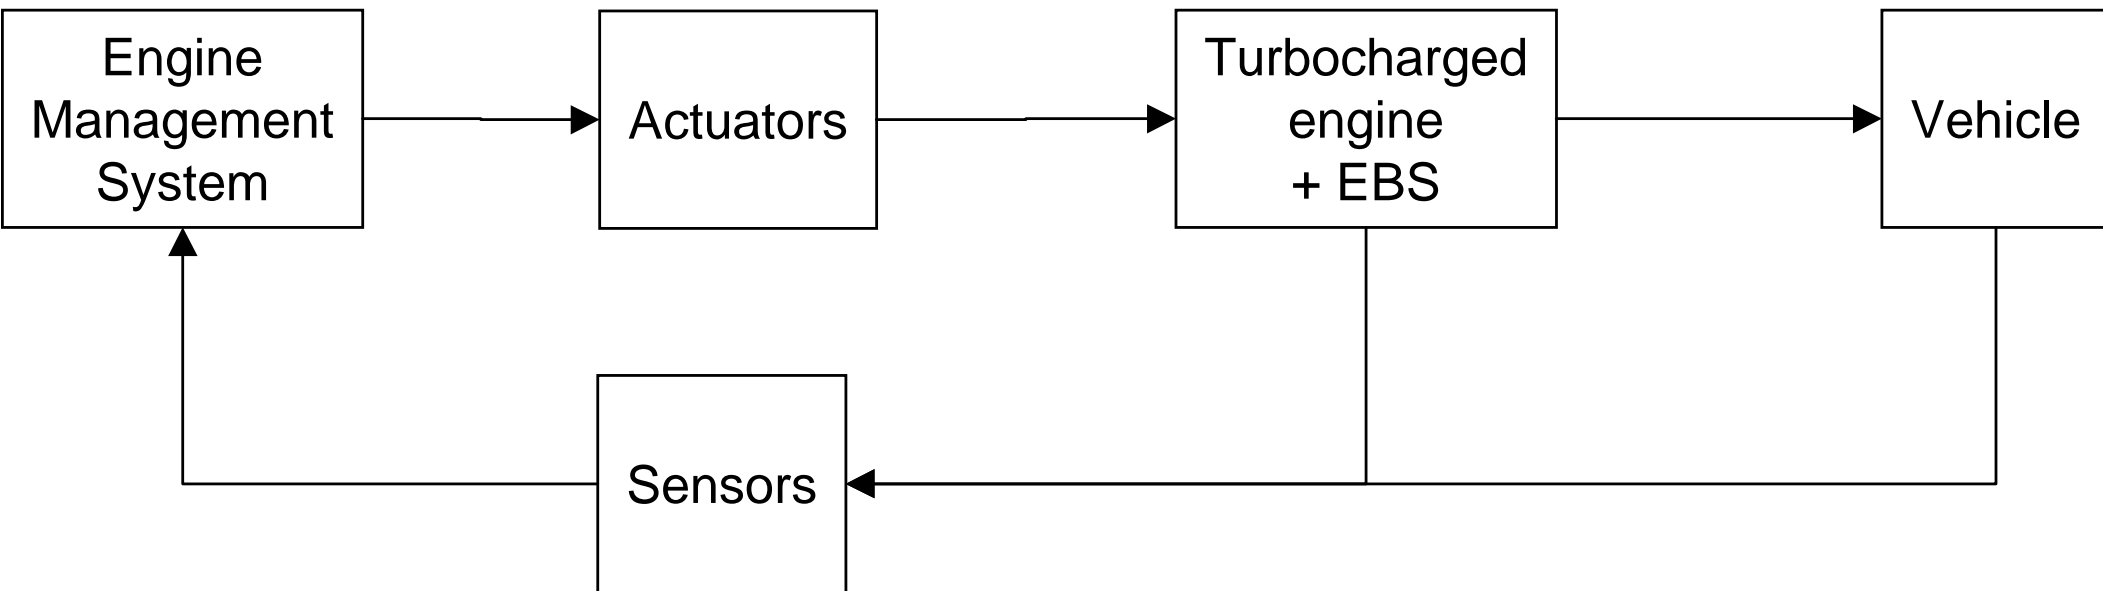 Engine
Management
System
Actuators
Turbocharged
engine
+ EBS
Vehicle
Sensors